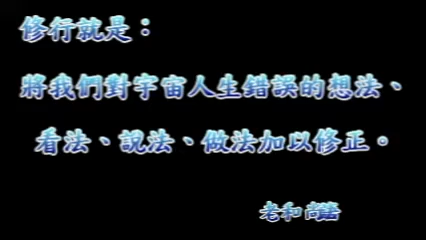 修行就是：
將我們對宇宙人生錯誤的想法、
看法、説法、做法加以修正。
老和尚語